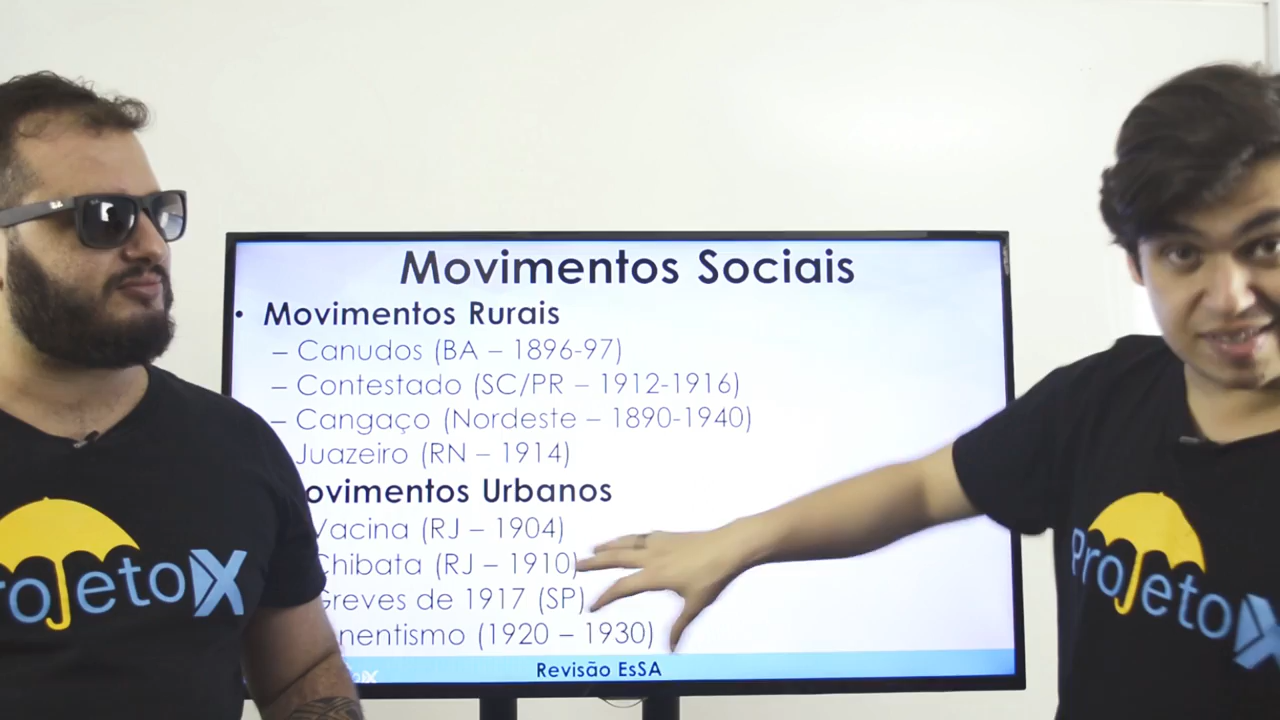 Movimentos Sociais
• Movimentos Rurais
– Canudos (BA – 1896-97)
– Contestado (SC/PR – 1912-1916)
– Cangaço (Nordeste – 1890-1940)
Juazeiro (RN – 1914)
ovimentos Urbanos
Vacina (RJ – 1904)
Chibata (RJ – 1910)
Greves de 1917 (SP)
nentismo (1920 – 1930)
Revisão EsSA
rojetoX
ProjetoX